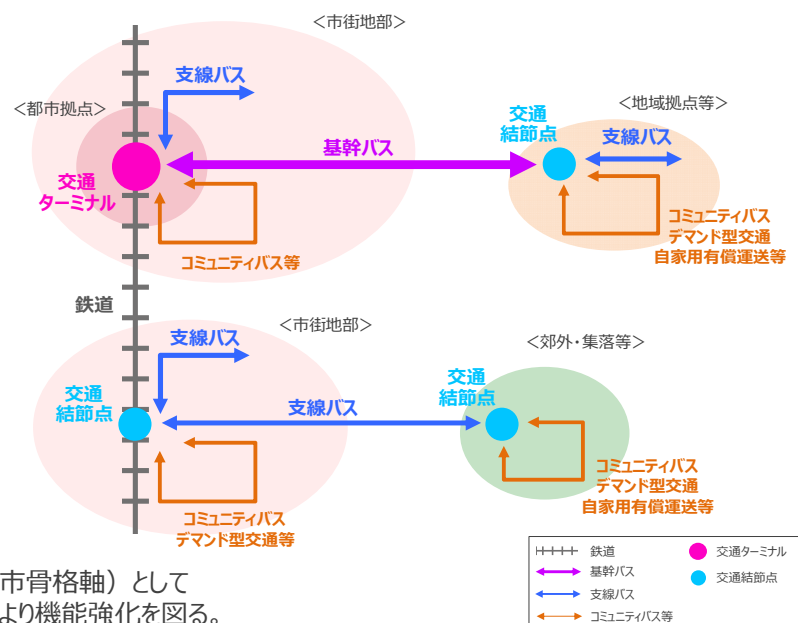 ＜市街地部＞
支線バス
＜都市拠点＞
＜地域拠点等＞
交通
結節点
支線バス
基幹バス
交通
ターミナル
コミュニティバス
デマンド型交通
自家用有償運送等
コミュニティバス等
鉄道
＜市街地部＞
支線バス
＜郊外・集落等＞
交通
結節点
交通
結節点
支線バス
コミュニティバス
デマンド型交通
自家用有償運送等
コミュニティバス
デマンド型交通等
鉄道
交通ターミナル
基幹バス
交通結節点
支線バス
コミュニティバス等
市骨格軸）として
より機能強化を図る。